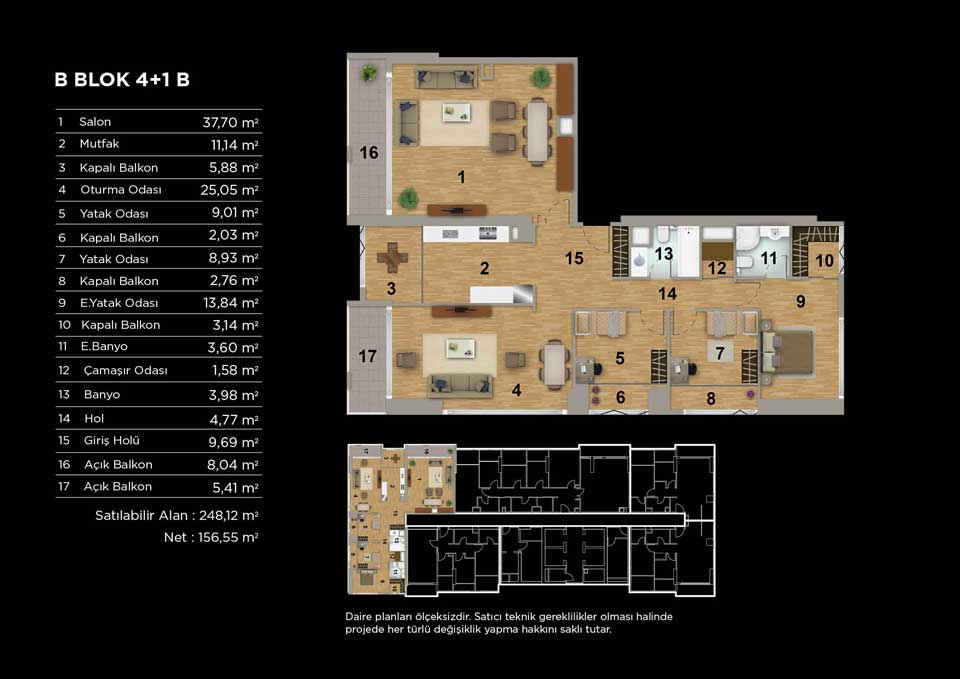 B BLOK 4+1 B
1 Salon 37,70 m²
2 Mutfak 11,14 m²
3 Kapalı Balkon 5,88 m²
4 Oturma Odası 25,05 m²
5 Yatak Odası 9,01 m²
6 Kapalı Balkon 2,03 m²
7 Yatak Odası 8,93 m²
8 Kapalı Balkon 2,76 m²
9 E.Yatak Odası 13,84 m²
10 Kapalı Balkon 3,14 m²
11 E.Banyo 3,60 m²
12 Çamaşır Odası 1,58 m²
13 Banyo 3,98 m²
14 Hol 4,77 m²
15 Giriş Holü 9,69 m²
16 Açık Balkon 8,04 m²
17 Açık Balkon 5,41 m²
Satılabilir Alan : 248,12 m²
Net : 156,55 m²
16
1
15
13
12
11
10
3
2
14
9
17
4
5
7
6
8
Daire planları ölçeksizdir. Satıcı teknik gereklilikler olması halinde
projede her türlü değişiklik yapma hakkını saklı tutar.